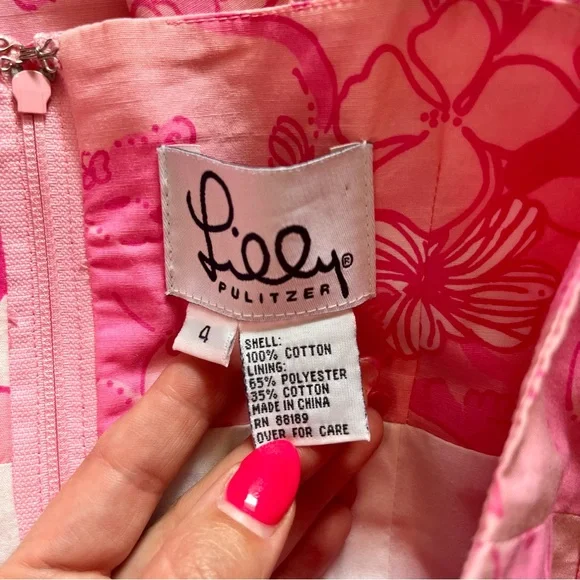 Lilly®
PULITZER
4
SHELL:
100% COTTON
LINING:
65% POLYESTER
35% COTTON
MADE IN CHINA
RN 88189
OVER FOR CARE